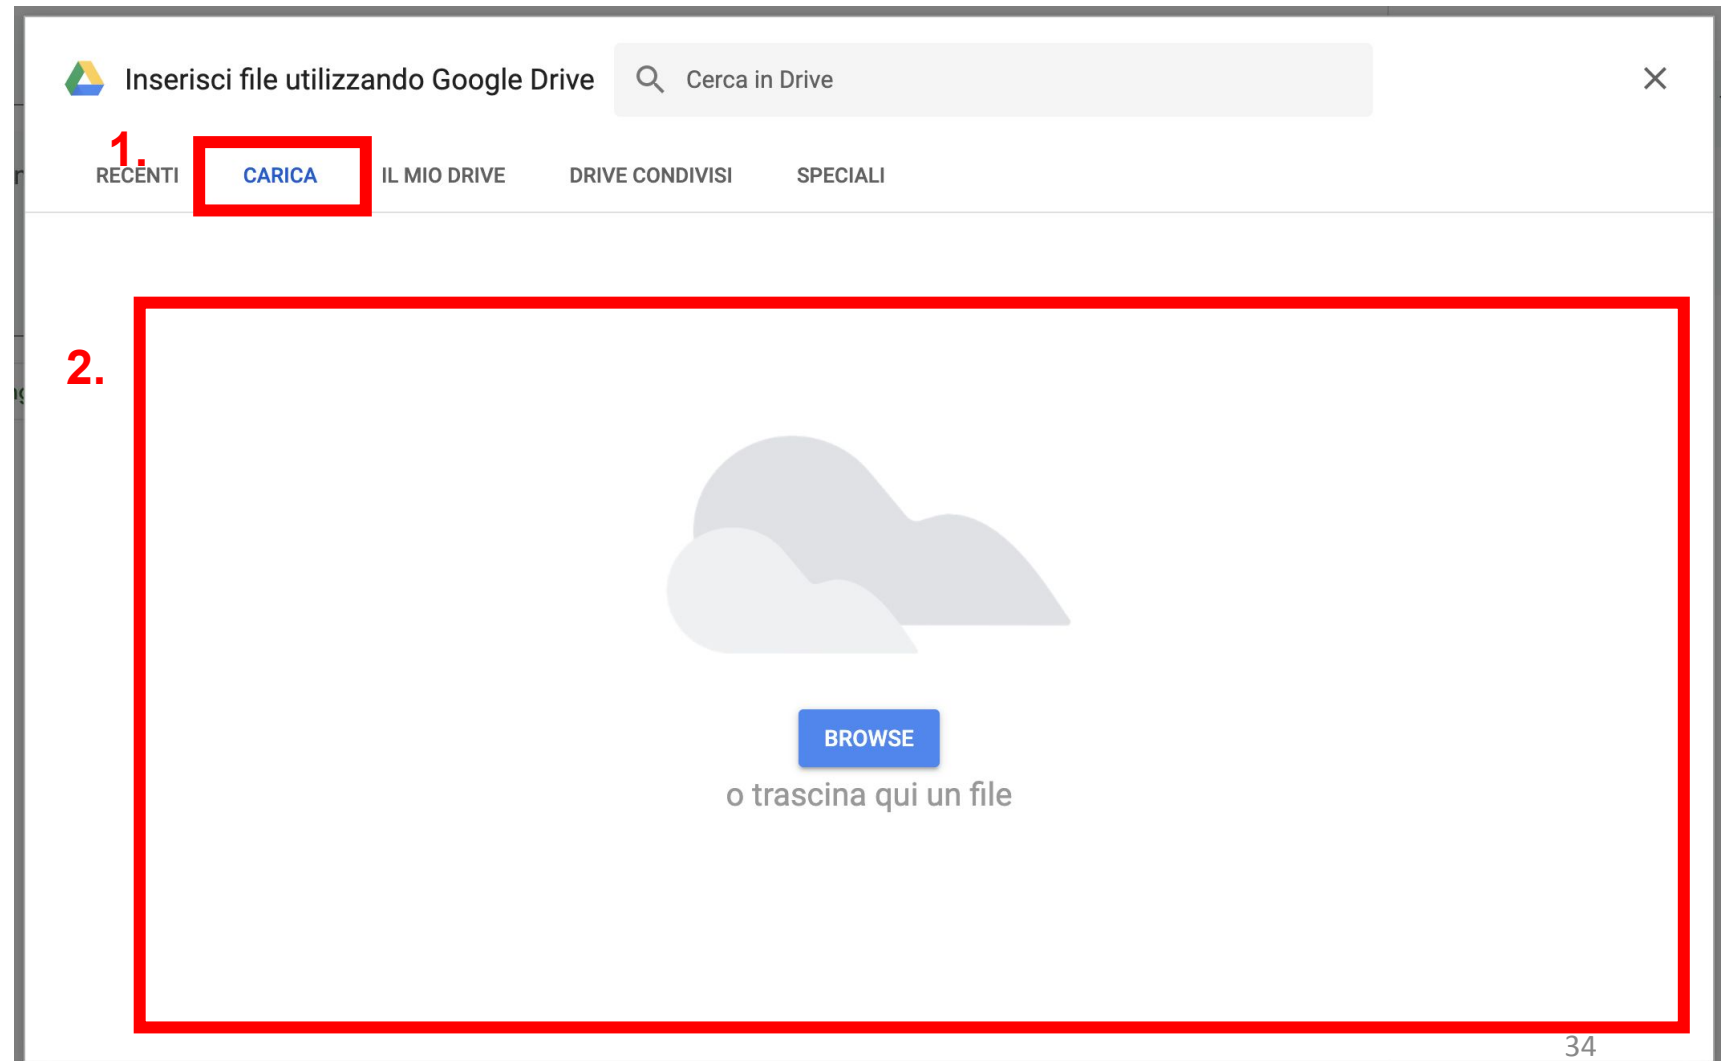 Inserisci file utilizzando Google Drive
Cerca in Drive
1.
RECENTI
CARICA
IL MIO DRIVE
DRIVE CONDIVISI
SPECIALI
2.
BROWSE
o trascina qui un file
34